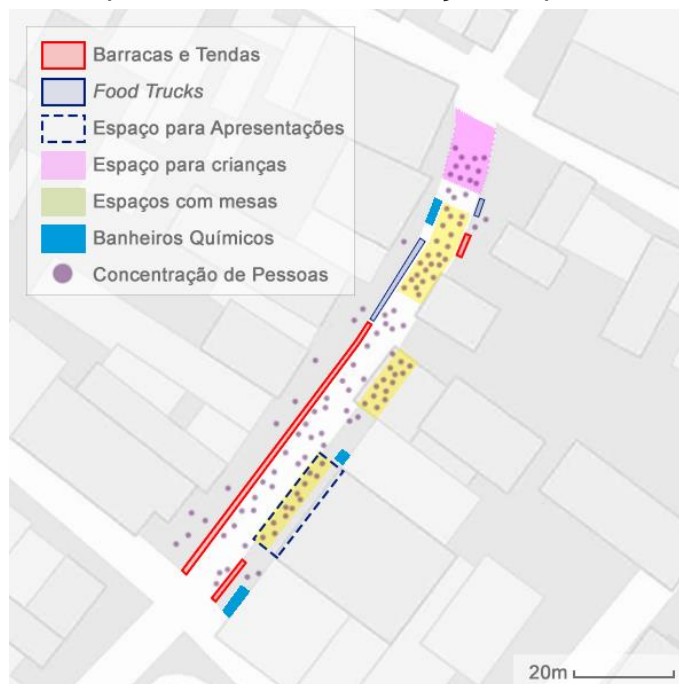 Barracas e Tendas
Food Trucks
Espaço para Apresentações
Espaço para crianças
Espaços com mesas
Banheiros Químicos
Concentração de Pessoas
20m